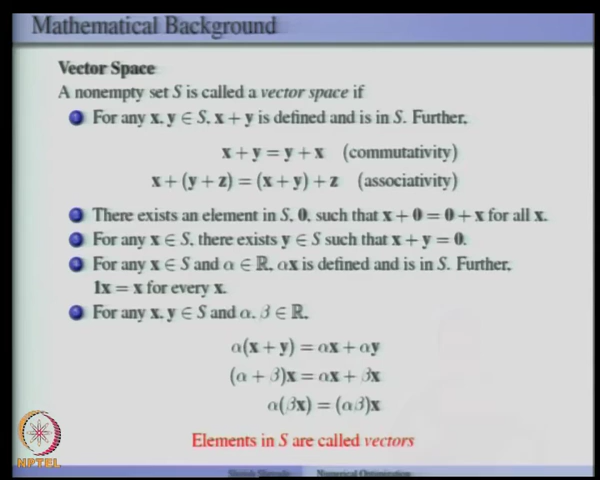 Mathematical Background
Vector Space
A nonempty set S is called a vector space if
1 For any x, y ∈ S, x + y is defined and is in S. Further,
x + y = y + x (commutativity)
x + (y + z) = (x + y) + z (associativity)
There exists an element in S, 0, such that x + 0 = 0 + x for all x.
For any x ∈ S, there exists y ∈ S such that x + y = 0.
For any x ∈ S and α ∈ ℝ, αx is defined and is in S. Further,
1x = x for every x.
For any x, y ∈ S and α, β ∈ ℝ,
α(x + y) = αx + αy
(α + β)x = αx + βx
α(βx) = (αβ)x
Elements in S are called vectors
NPTEL
Numerical Optimization